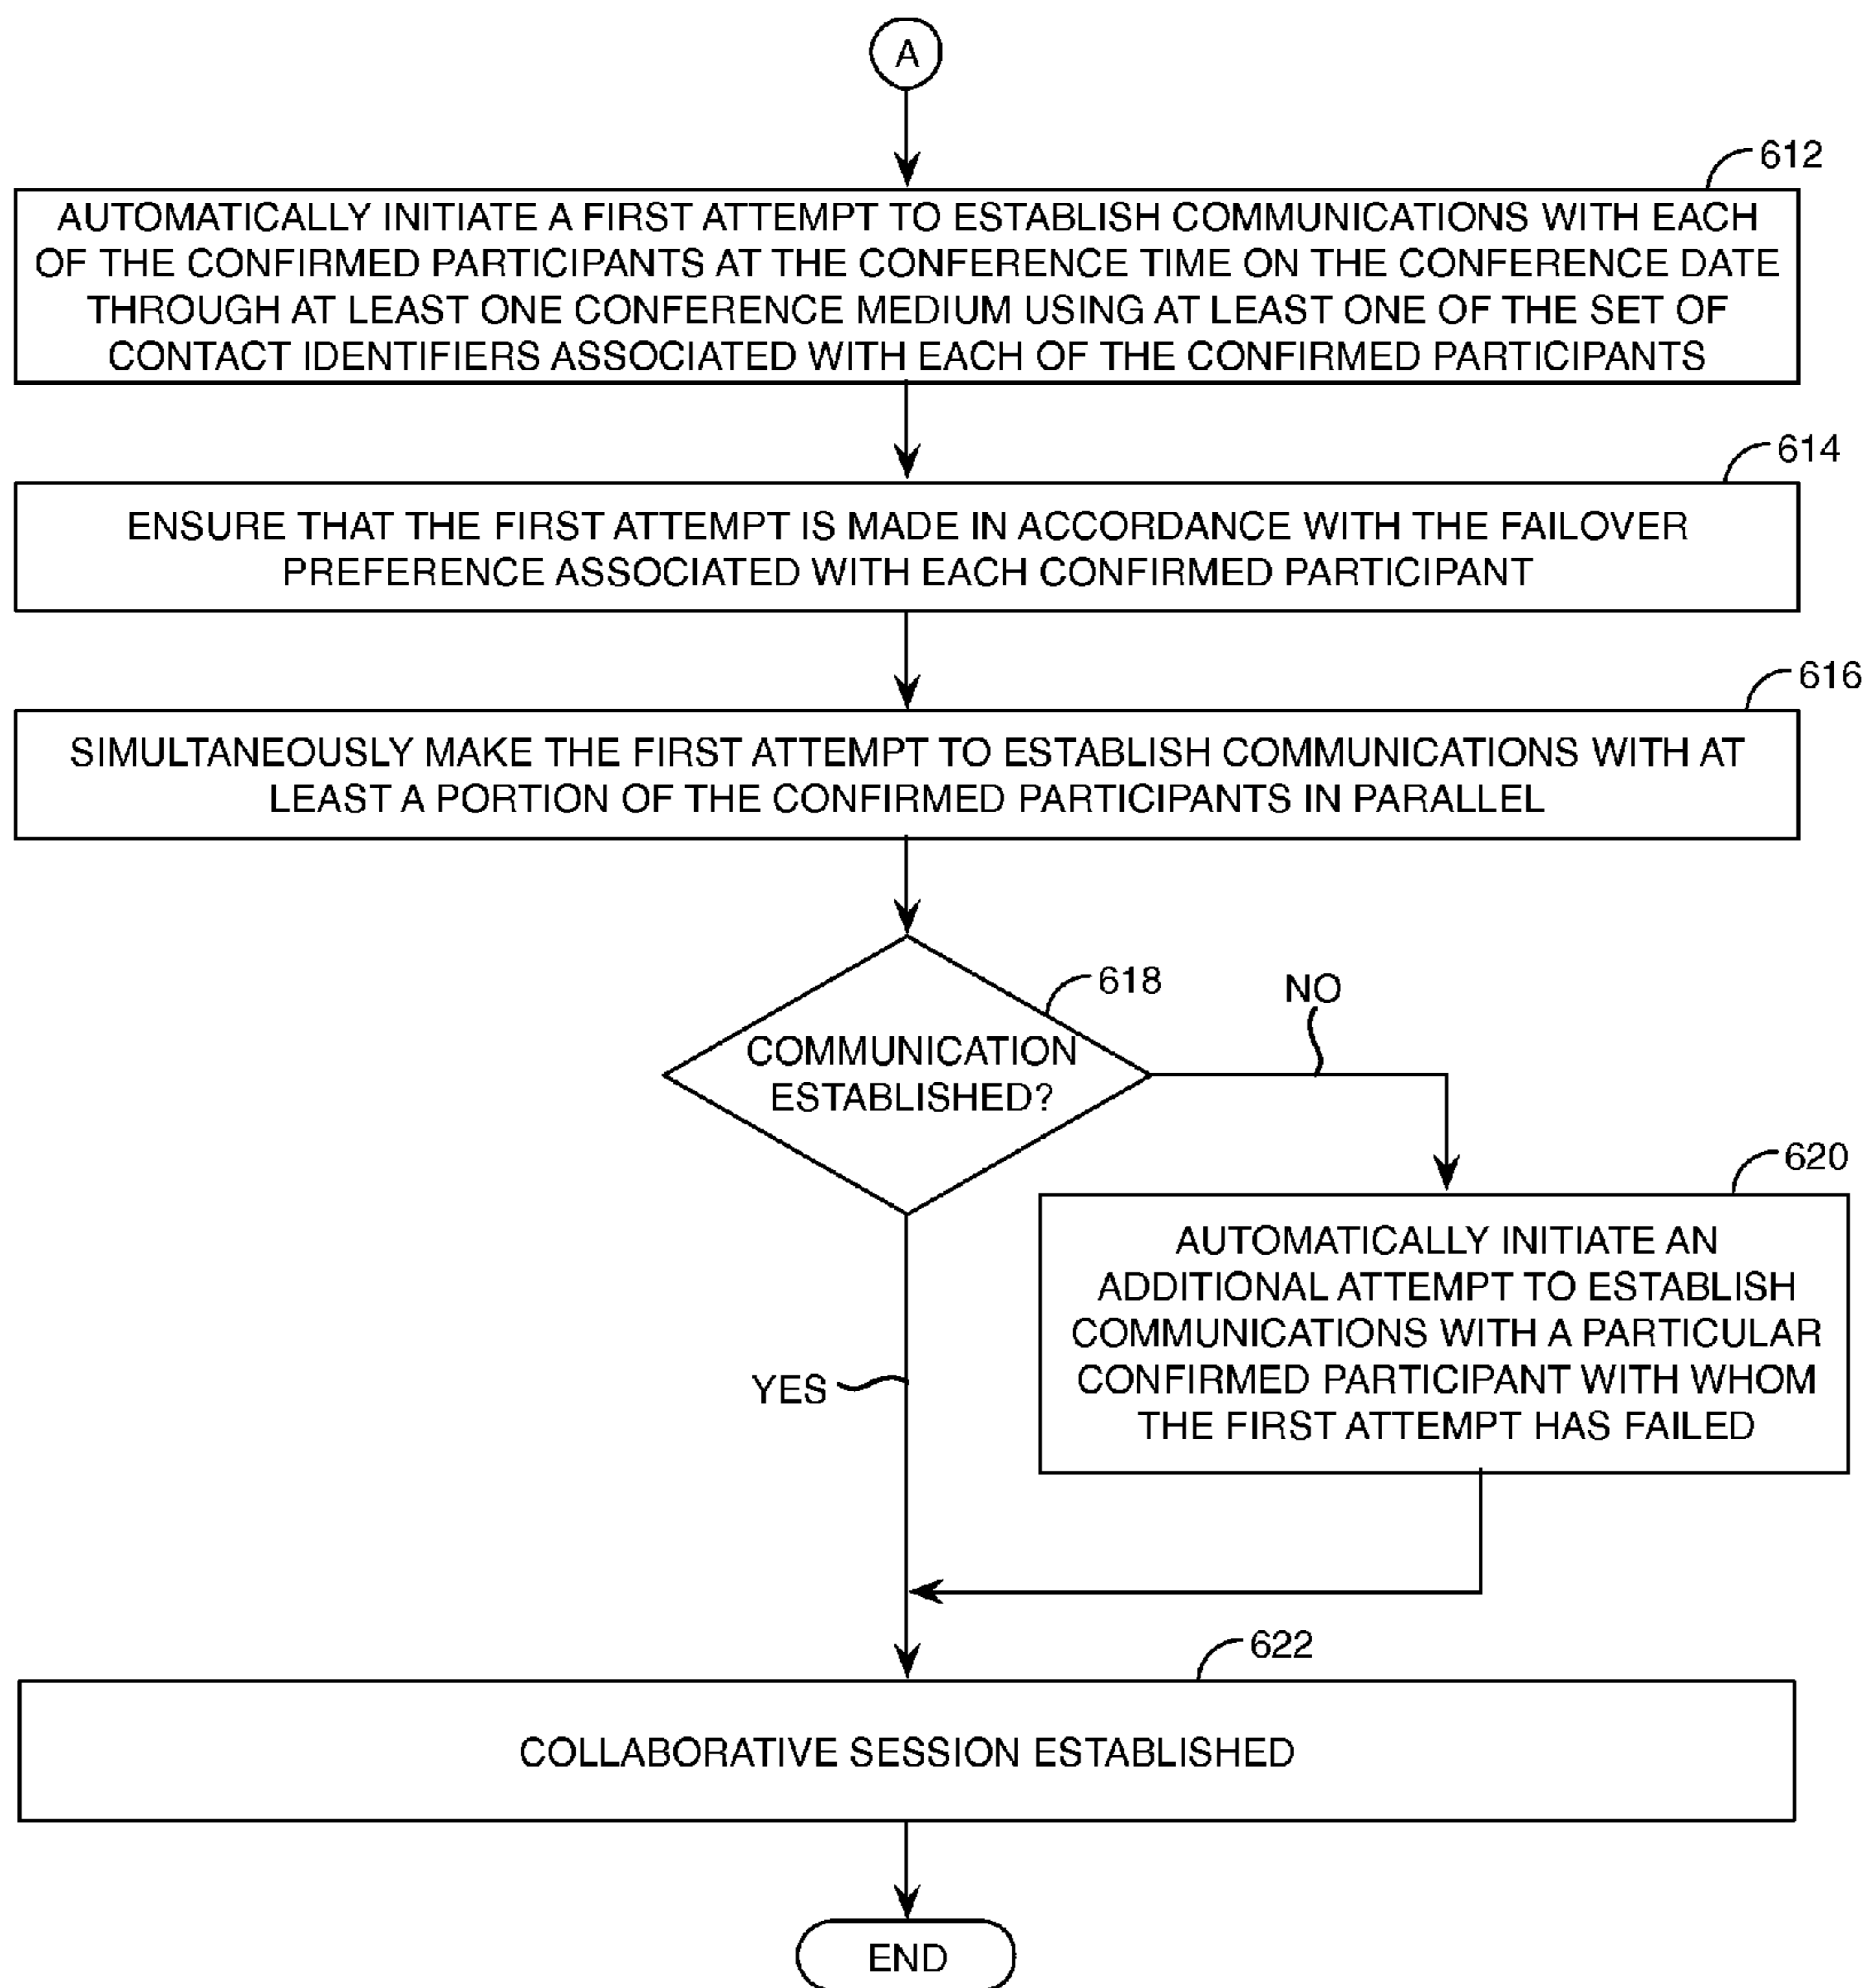 A
612
AUTOMATICALLY INITIATE A FIRST ATTEMPT TO ESTABLISH COMMUNICATIONS WITH EACH
OF THE CONFIRMED PARTICIPANTS AT THE CONFERENCE TIME ON THE CONFERENCE DATE
THROUGH AT LEAST ONE CONFERENCE MEDIUM USING AT LEAST ONE OF THE SET OF
CONTACT IDENTIFIERS ASSOCIATED WITH EACH OF THE CONFIRMED PARTICIPANTS
614
ENSURE THAT THE FIRST ATTEMPT IS MADE IN ACCORDANCE WITH THE FAILOVER
PREFERENCE ASSOCIATED WITH EACH CONFIRMED PARTICIPANT
616
SIMULTANEOUSLY MAKE THE FIRST ATTEMPT TO ESTABLISH COMMUNICATIONS WITH AT
LEAST A PORTION OF THE CONFIRMED PARTICIPANTS IN PARALLEL
618
COMMUNICATION
ESTABLISHED?
NO
620
AUTOMATICALLY INITIATE AN
ADDITIONAL ATTEMPT TO ESTABLISH
COMMUNICATIONS WITH A PARTICULAR
CONFIRMED PARTICIPANT WITH WHOM
THE FIRST ATTEMPT HAS FAILED
YES
622
COLLABORATIVE SESSION ESTABLISHED
END